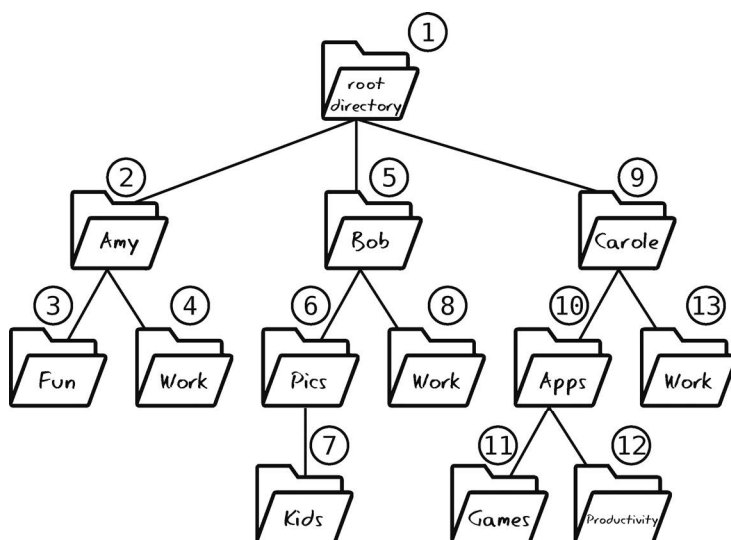 1
root
directory
2
5
9
Amy
Bob
Carole
3
4
6
8
10
13
Fun
Work
Pics
Work
Apps
Work
7
11
12
Kids
Games
Productivity